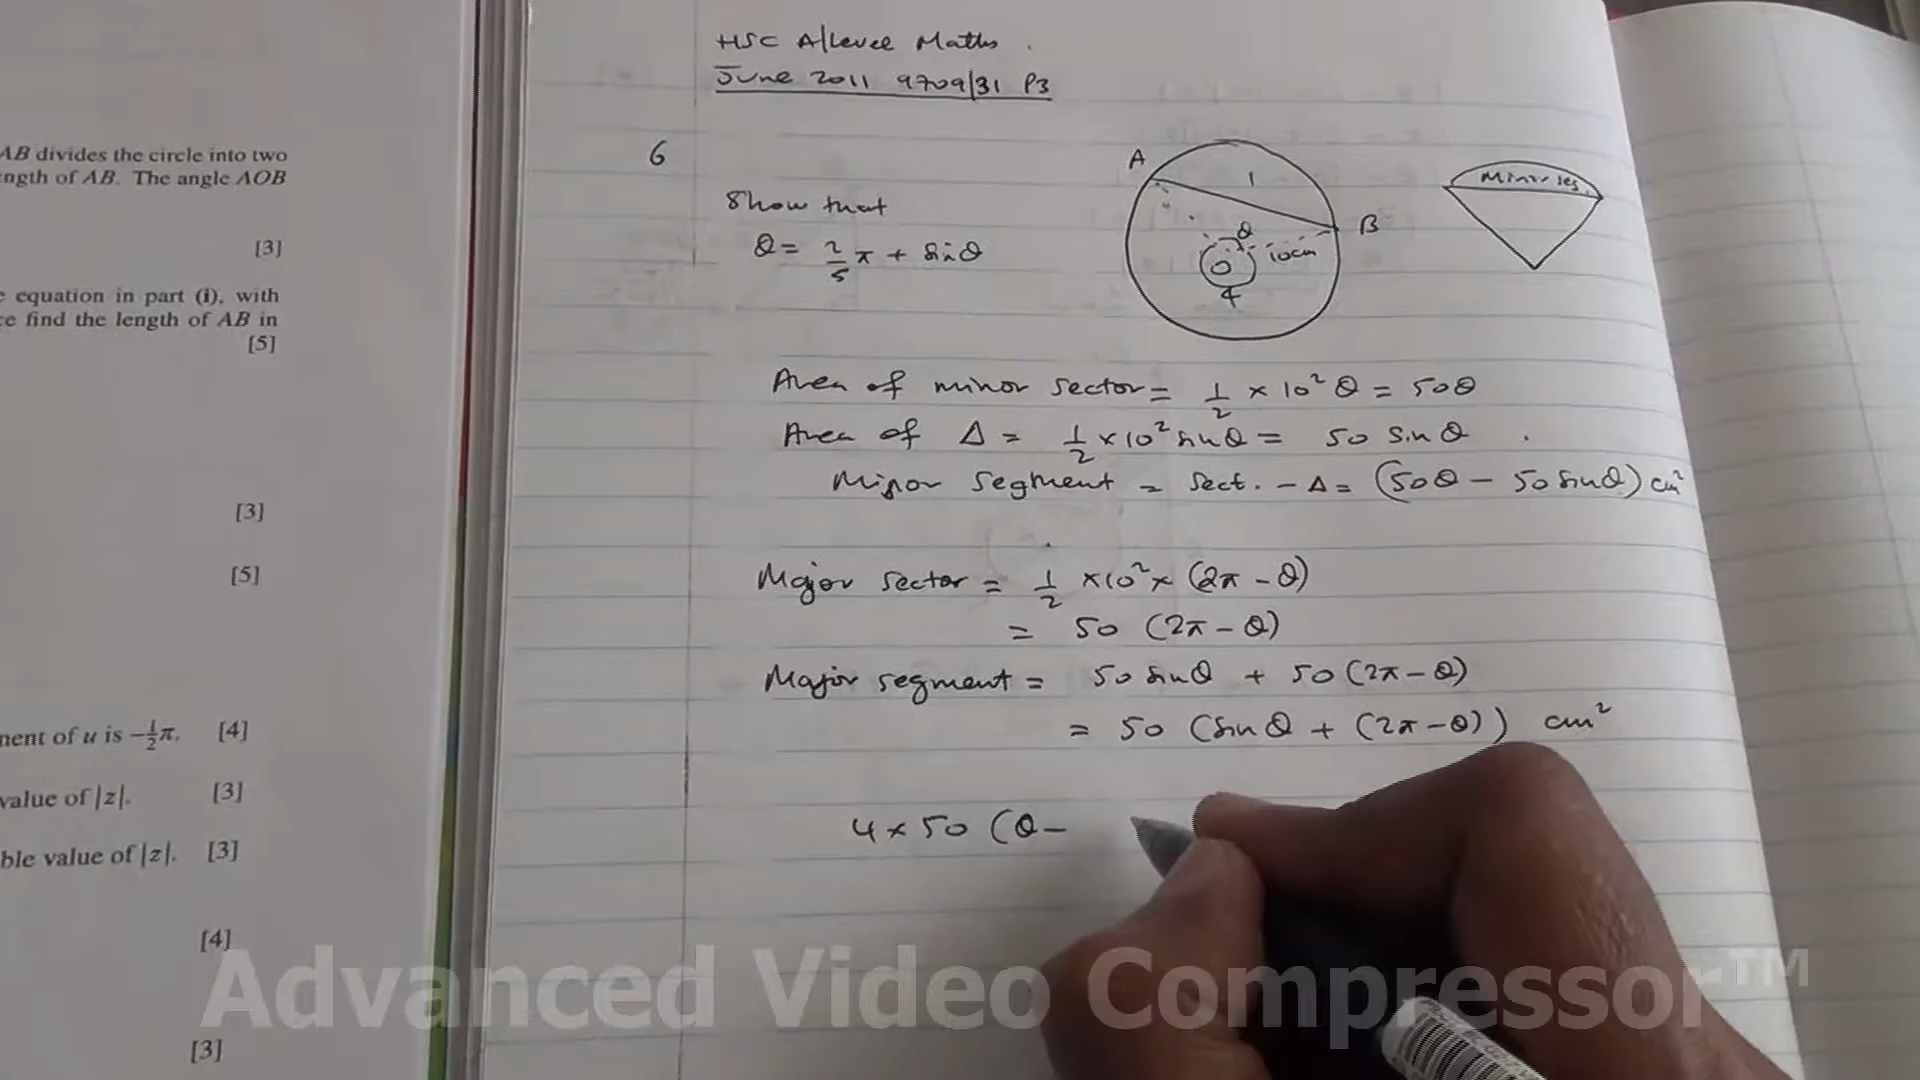 HSC A/Level Maths.
June 2011 9709/31 P3
AB divides the circle into two
ngth of AB. The angle AOB
[3]
equation in part (i), with
ce find the length of AB in
[5]
[3]
[5]
nent of u is −½π. [4]
value of |z|. [3]
ble value of |z|. [3]
[4]
[3]
6
Show that
θ = 2/5 π + sinθ
A
1
B
θ
10cm
O
4
Minor seg
Area of minor sector = 1/2 × 10² θ = 50θ
Area of Δ = 1/2 × 10² sinθ = 50 sinθ
Minor segment = sect. − Δ = (50θ − 50 sinθ) cm²
Major sector = 1/2 × 10² × (2π − θ)
= 50 (2π − θ)
Major segment = 50 sinθ + 50 (2π − θ)
= 50 (sinθ + (2π − θ)) cm²
4 × 50 (θ −
Advanced Video Compressor™